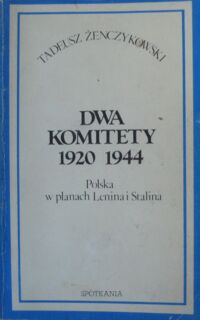 TADEUSZ ŻENCZYKOWSKI
DWA
KOMITETY
1920 1944
Polska
w planach Lenina i Stalina
SPOTKANIA